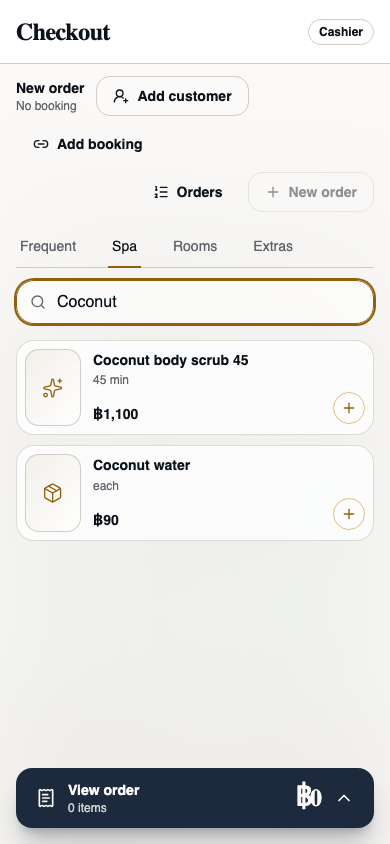 Checkout
Cashier
New order
No booking
Add customer
Add booking
Orders
New order
Frequent
Spa
Rooms
Extras
Coconut
Coconut body scrub 45
45 min
฿1,100
Coconut water
each
฿90
View order
0 items
฿0